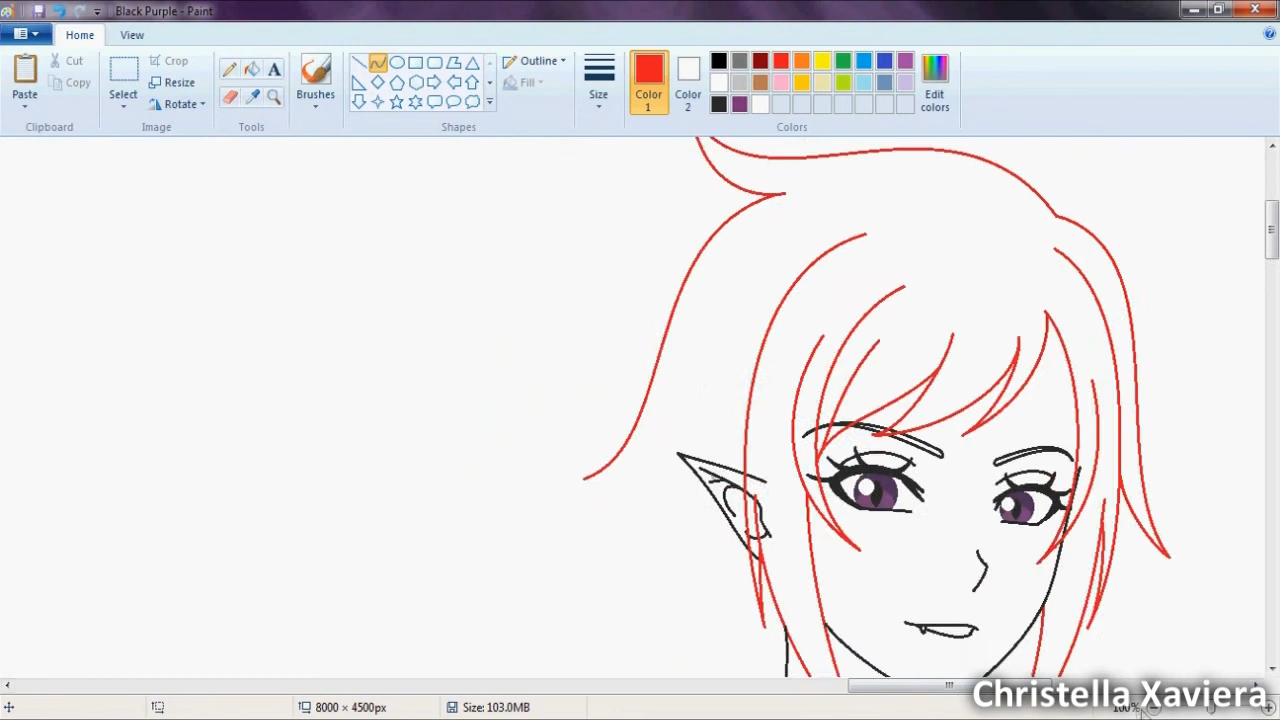 Black Purple - Paint
Home
View
Paste
Cut
Copy
Clipboard
Select
Crop
Resize
Rotate
Image
A
Tools
Brushes
Outline
Fill
Shapes
Size
Color
1
Color
2
Edit
colors
Colors
8000 × 4500px
Size: 103.0MB
100%
Christella Xaviera